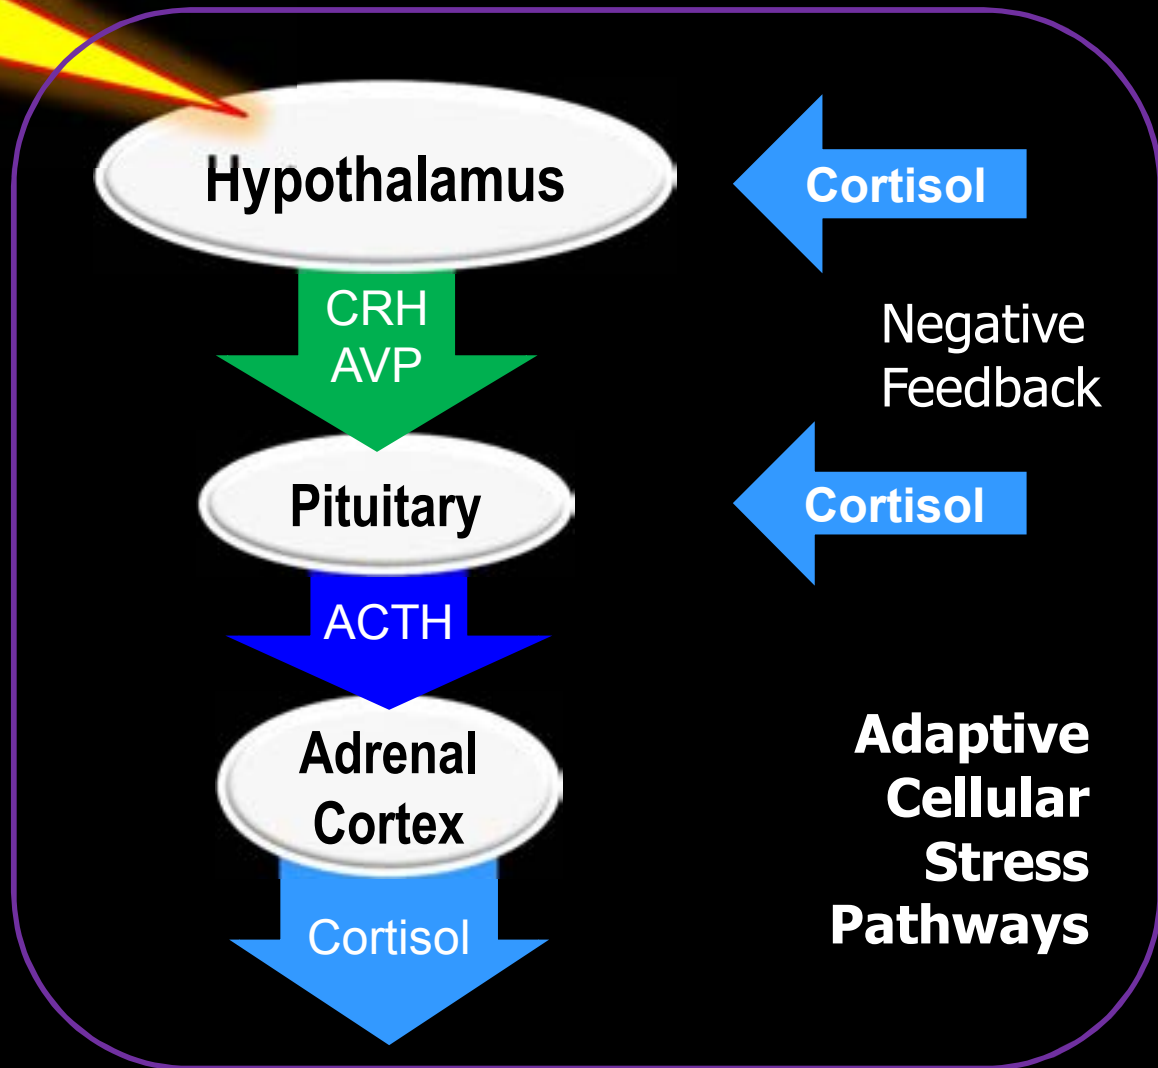 Hypothalamus
Cortisol
CRH
AVP
Negative
Feedback
Pituitary
Cortisol
ACTH
Adrenal
Cortex
Adaptive
Cellular
Stress
Pathways
Cortisol